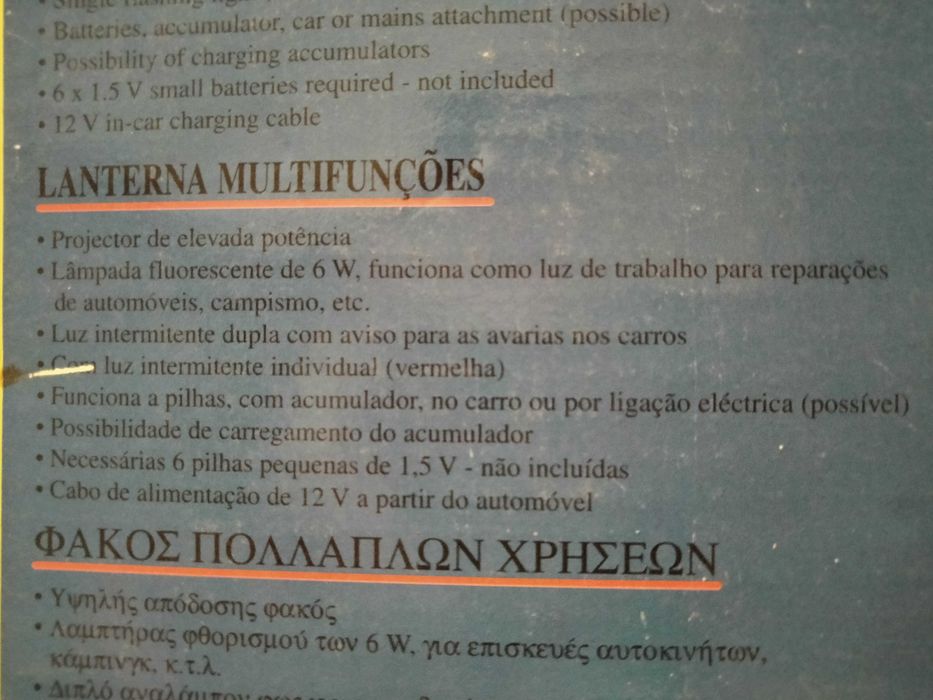 • Single flashing
• Batteries, accumulator, car or mains attachment (possible)
• Possibility of charging accumulators
• 6 x 1.5 V small batteries required - not included
• 12 V in-car charging cable
LANTERNA MULTIFUNÇÕES
• Projector de elevada potência
• Lâmpada fluorescente de 6 W, funciona como luz de trabalho para reparações
de automóveis, campismo, etc.
• Luz intermitente dupla com aviso para as avarias nos carros
• Com luz intermitente individual (vermelha)
• Funciona a pilhas, com acumulador, no carro ou por ligação eléctrica (possível)
• Possibilidade de carregamento do acumulador
• Necessárias 6 pilhas pequenas de 1,5 V - não incluídas
• Cabo de alimentação de 12 V a partir do automóvel
ΦΑΚΟΣ ΠΟΛΛΑΠΛΩΝ ΧΡΗΣΕΩΝ
• Υψηλής απόδοσης φακός
• Λαμπτήρας φθορισμού των 6 W, για επισκευές αυτοκινήτων,
κάμπινγκ, κ.τ.λ.
• Διπλό